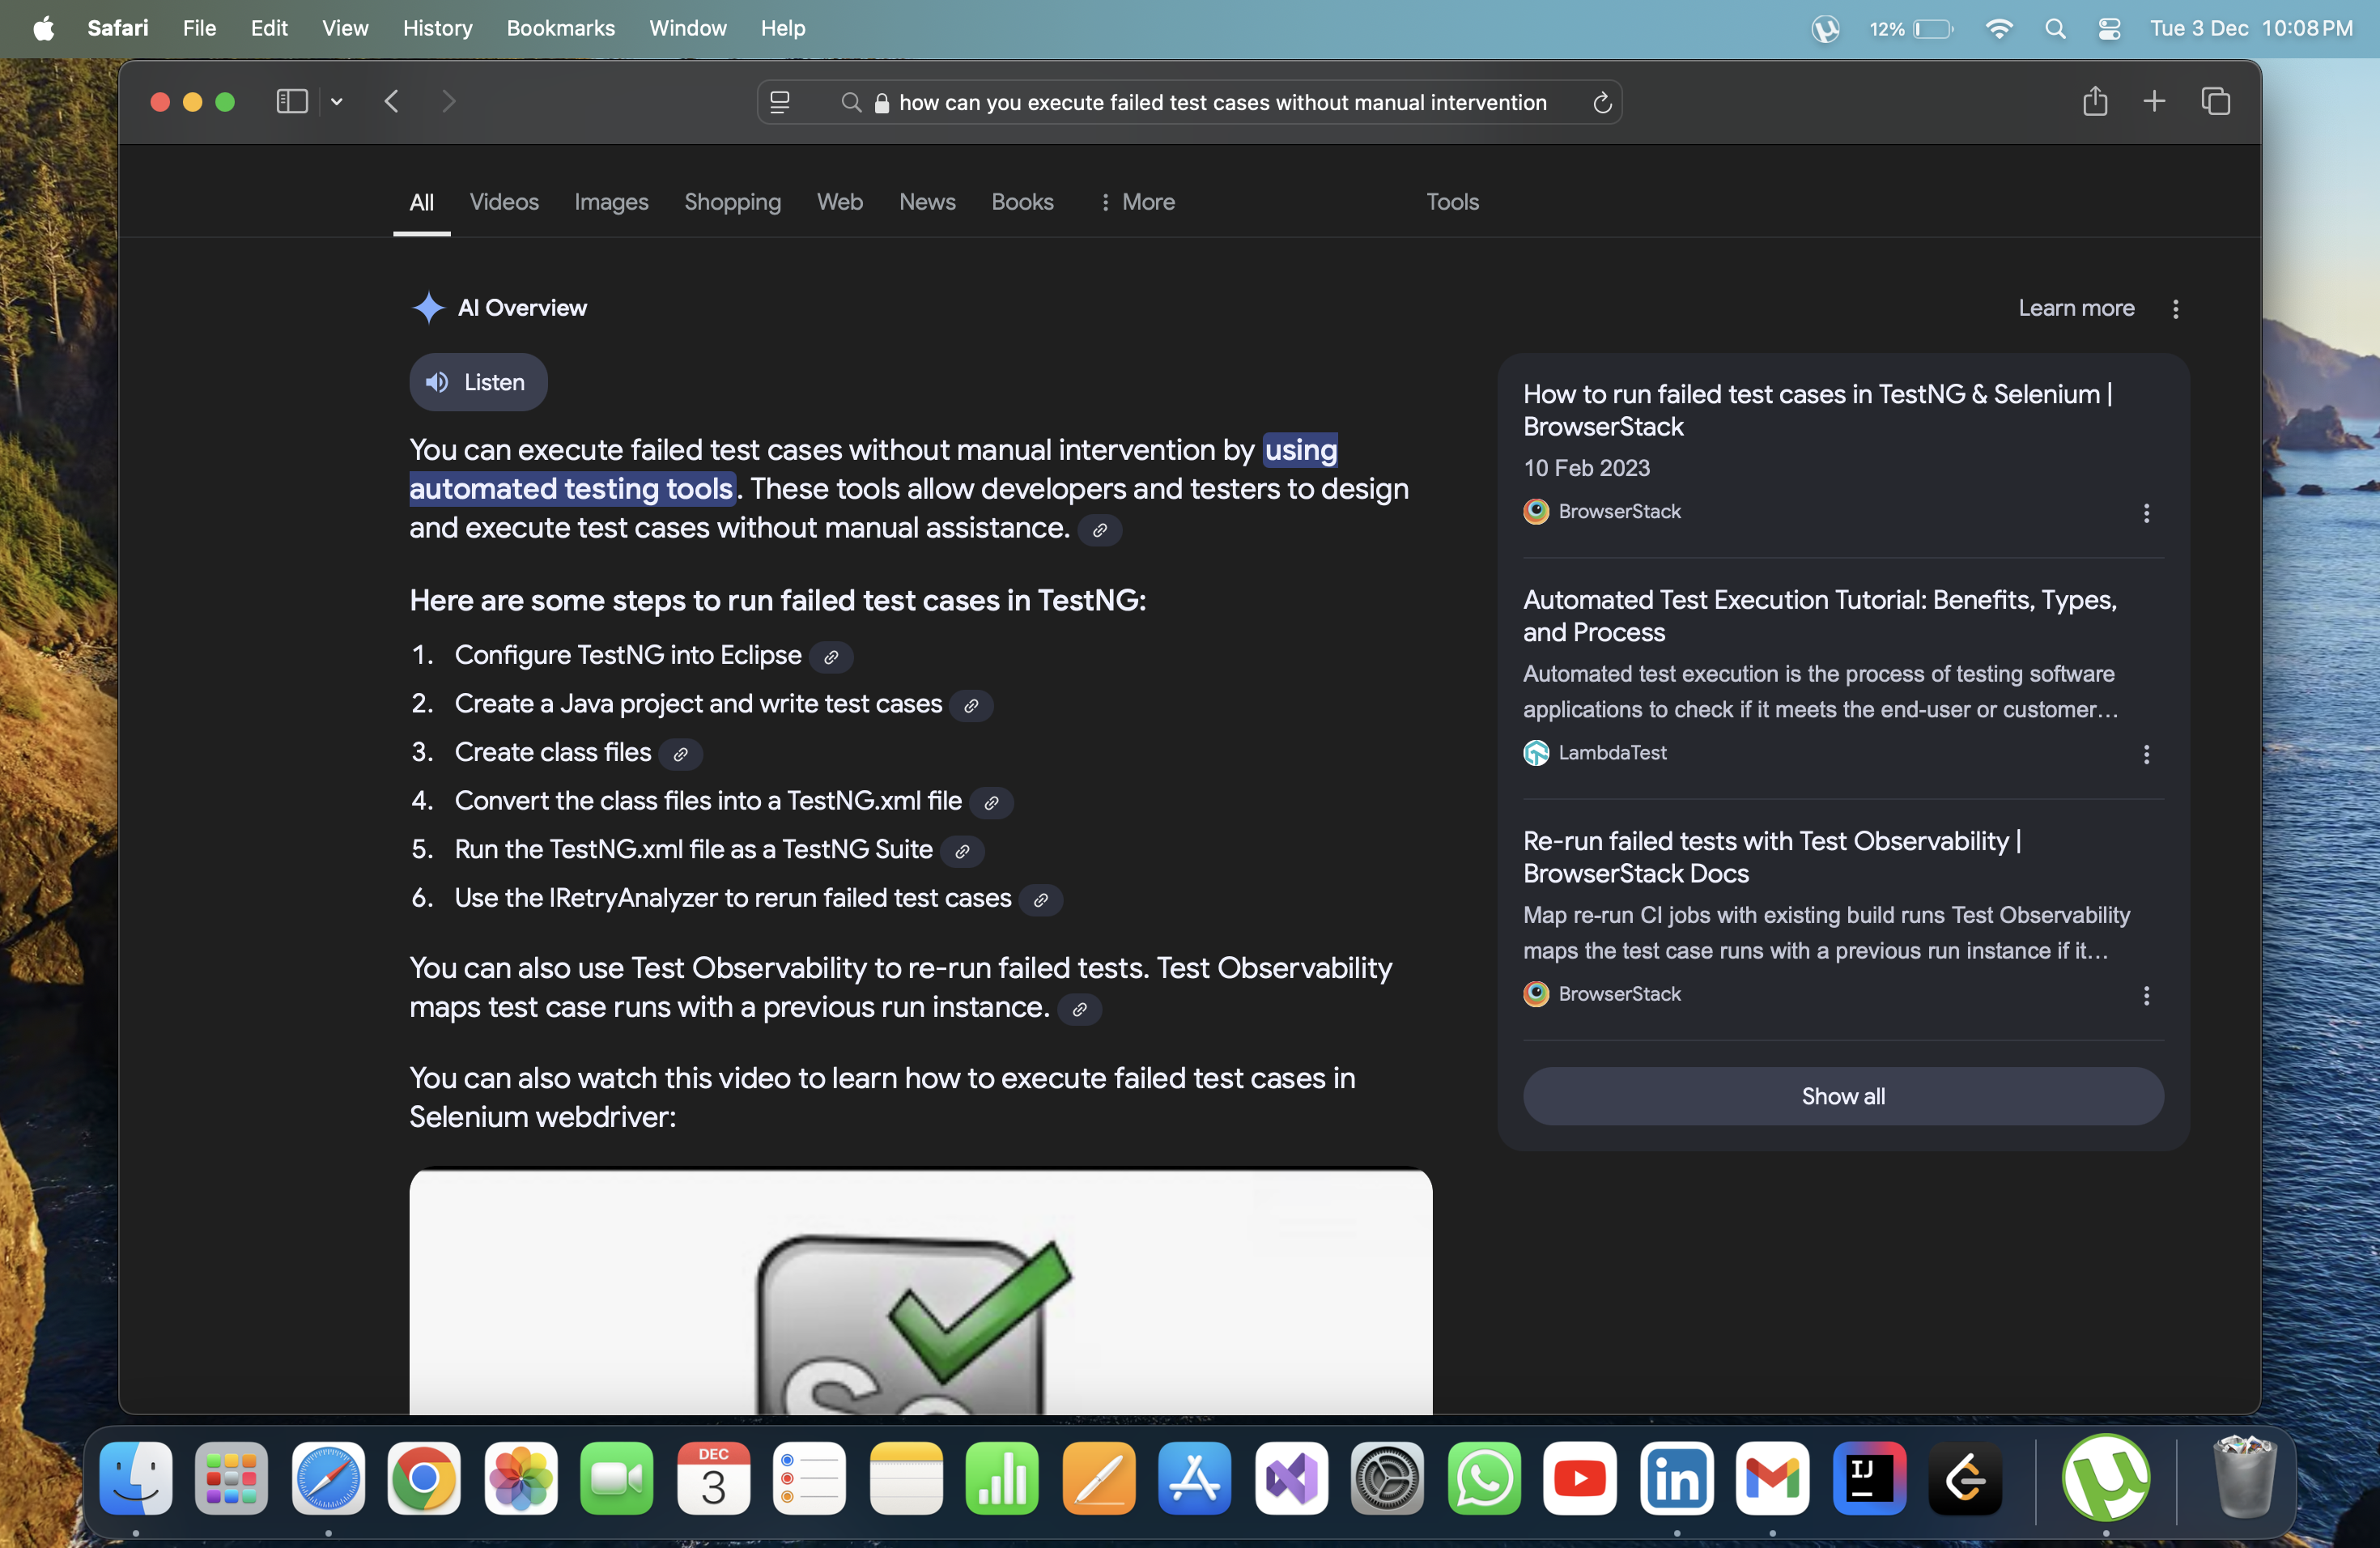 Safari File Edit View History Bookmarks Window Help 12% Tue 3 Dec 10:08 PM
how can you execute failed test cases without manual intervention
All Videos Images Shopping Web News Books More Tools
AI Overview
Learn more
Listen
You can execute failed test cases without manual intervention by using
automated testing tools. These tools allow developers and testers to design
and execute test cases without manual assistance.
Here are some steps to run failed test cases in TestNG:
1. Configure TestNG into Eclipse
2. Create a Java project and write test cases
3. Create class files
4. Convert the class files into a TestNG.xml file
5. Run the TestNG.xml file as a TestNG Suite
6. Use the IRetryAnalyzer to rerun failed test cases
You can also use Test Observability to re-run failed tests. Test Observability
maps test case runs with a previous run instance.
You can also watch this video to learn how to execute failed test cases in
Selenium webdriver:
Se
How to run failed test cases in TestNG & Selenium |
BrowserStack
10 Feb 2023
BrowserStack
Automated Test Execution Tutorial: Benefits, Types,
and Process
Automated test execution is the process of testing software
applications to check if it meets the end-user or customer...
LambdaTest
Re-run failed tests with Test Observability |
BrowserStack Docs
Map re-run CI jobs with existing build runs Test Observability
maps the test case runs with a previous run instance if it...
BrowserStack
Show all
DEC
3
in
IJ